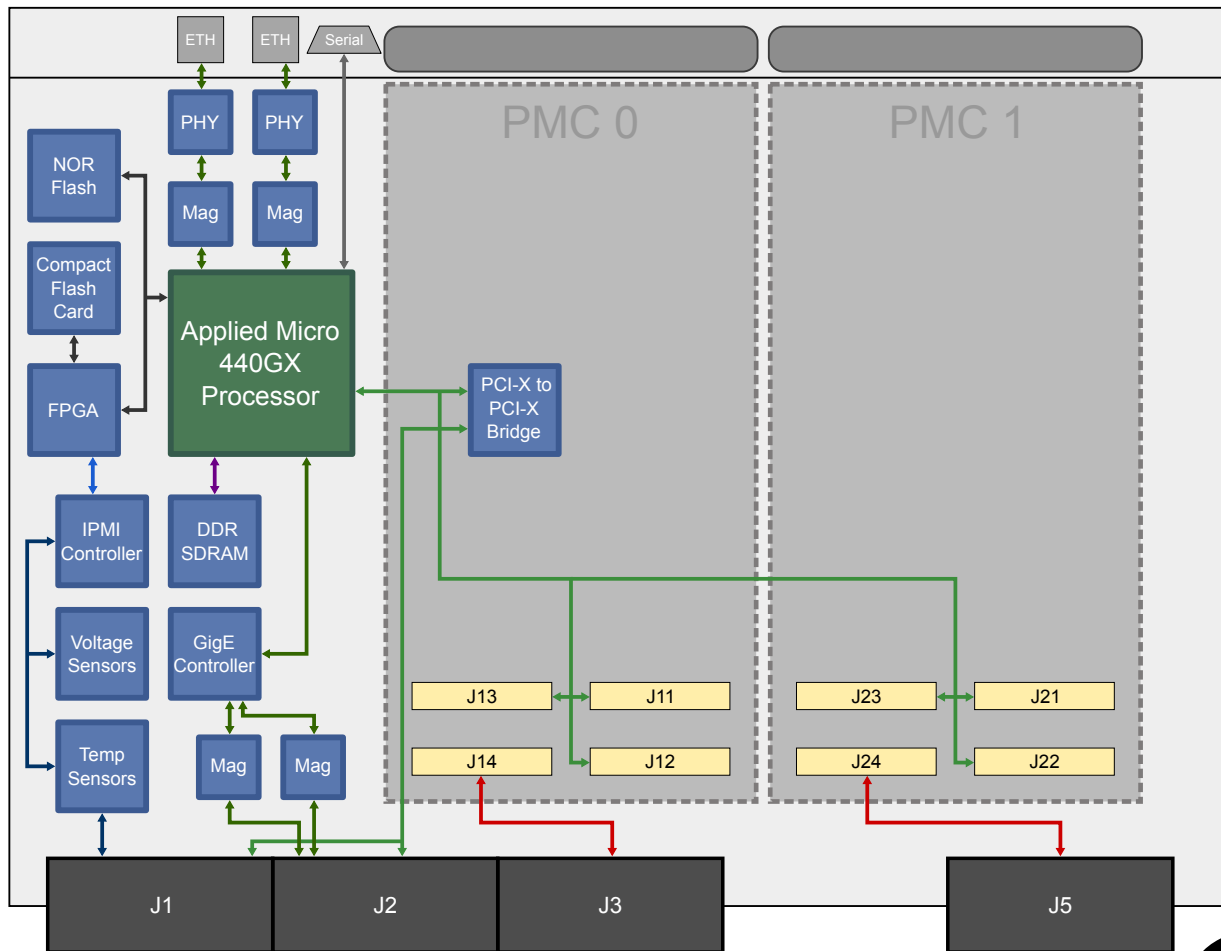 ETH
ETH
Serial
PMC 0
PMC 1
PHY
PHY
NOR
Flash
Mag
Mag
Compact
Flash
Card
Applied Micro
440GX
Processor
FPGA
PCI-X to
PCI-X
Bridge
IPMI
Controller
DDR
SDRAM
Voltage
Sensors
GigE
Controller
J13
J11
J23
J21
Temp
Sensors
Mag
Mag
J14
J12
J24
J22
J1
J2
J3
J5